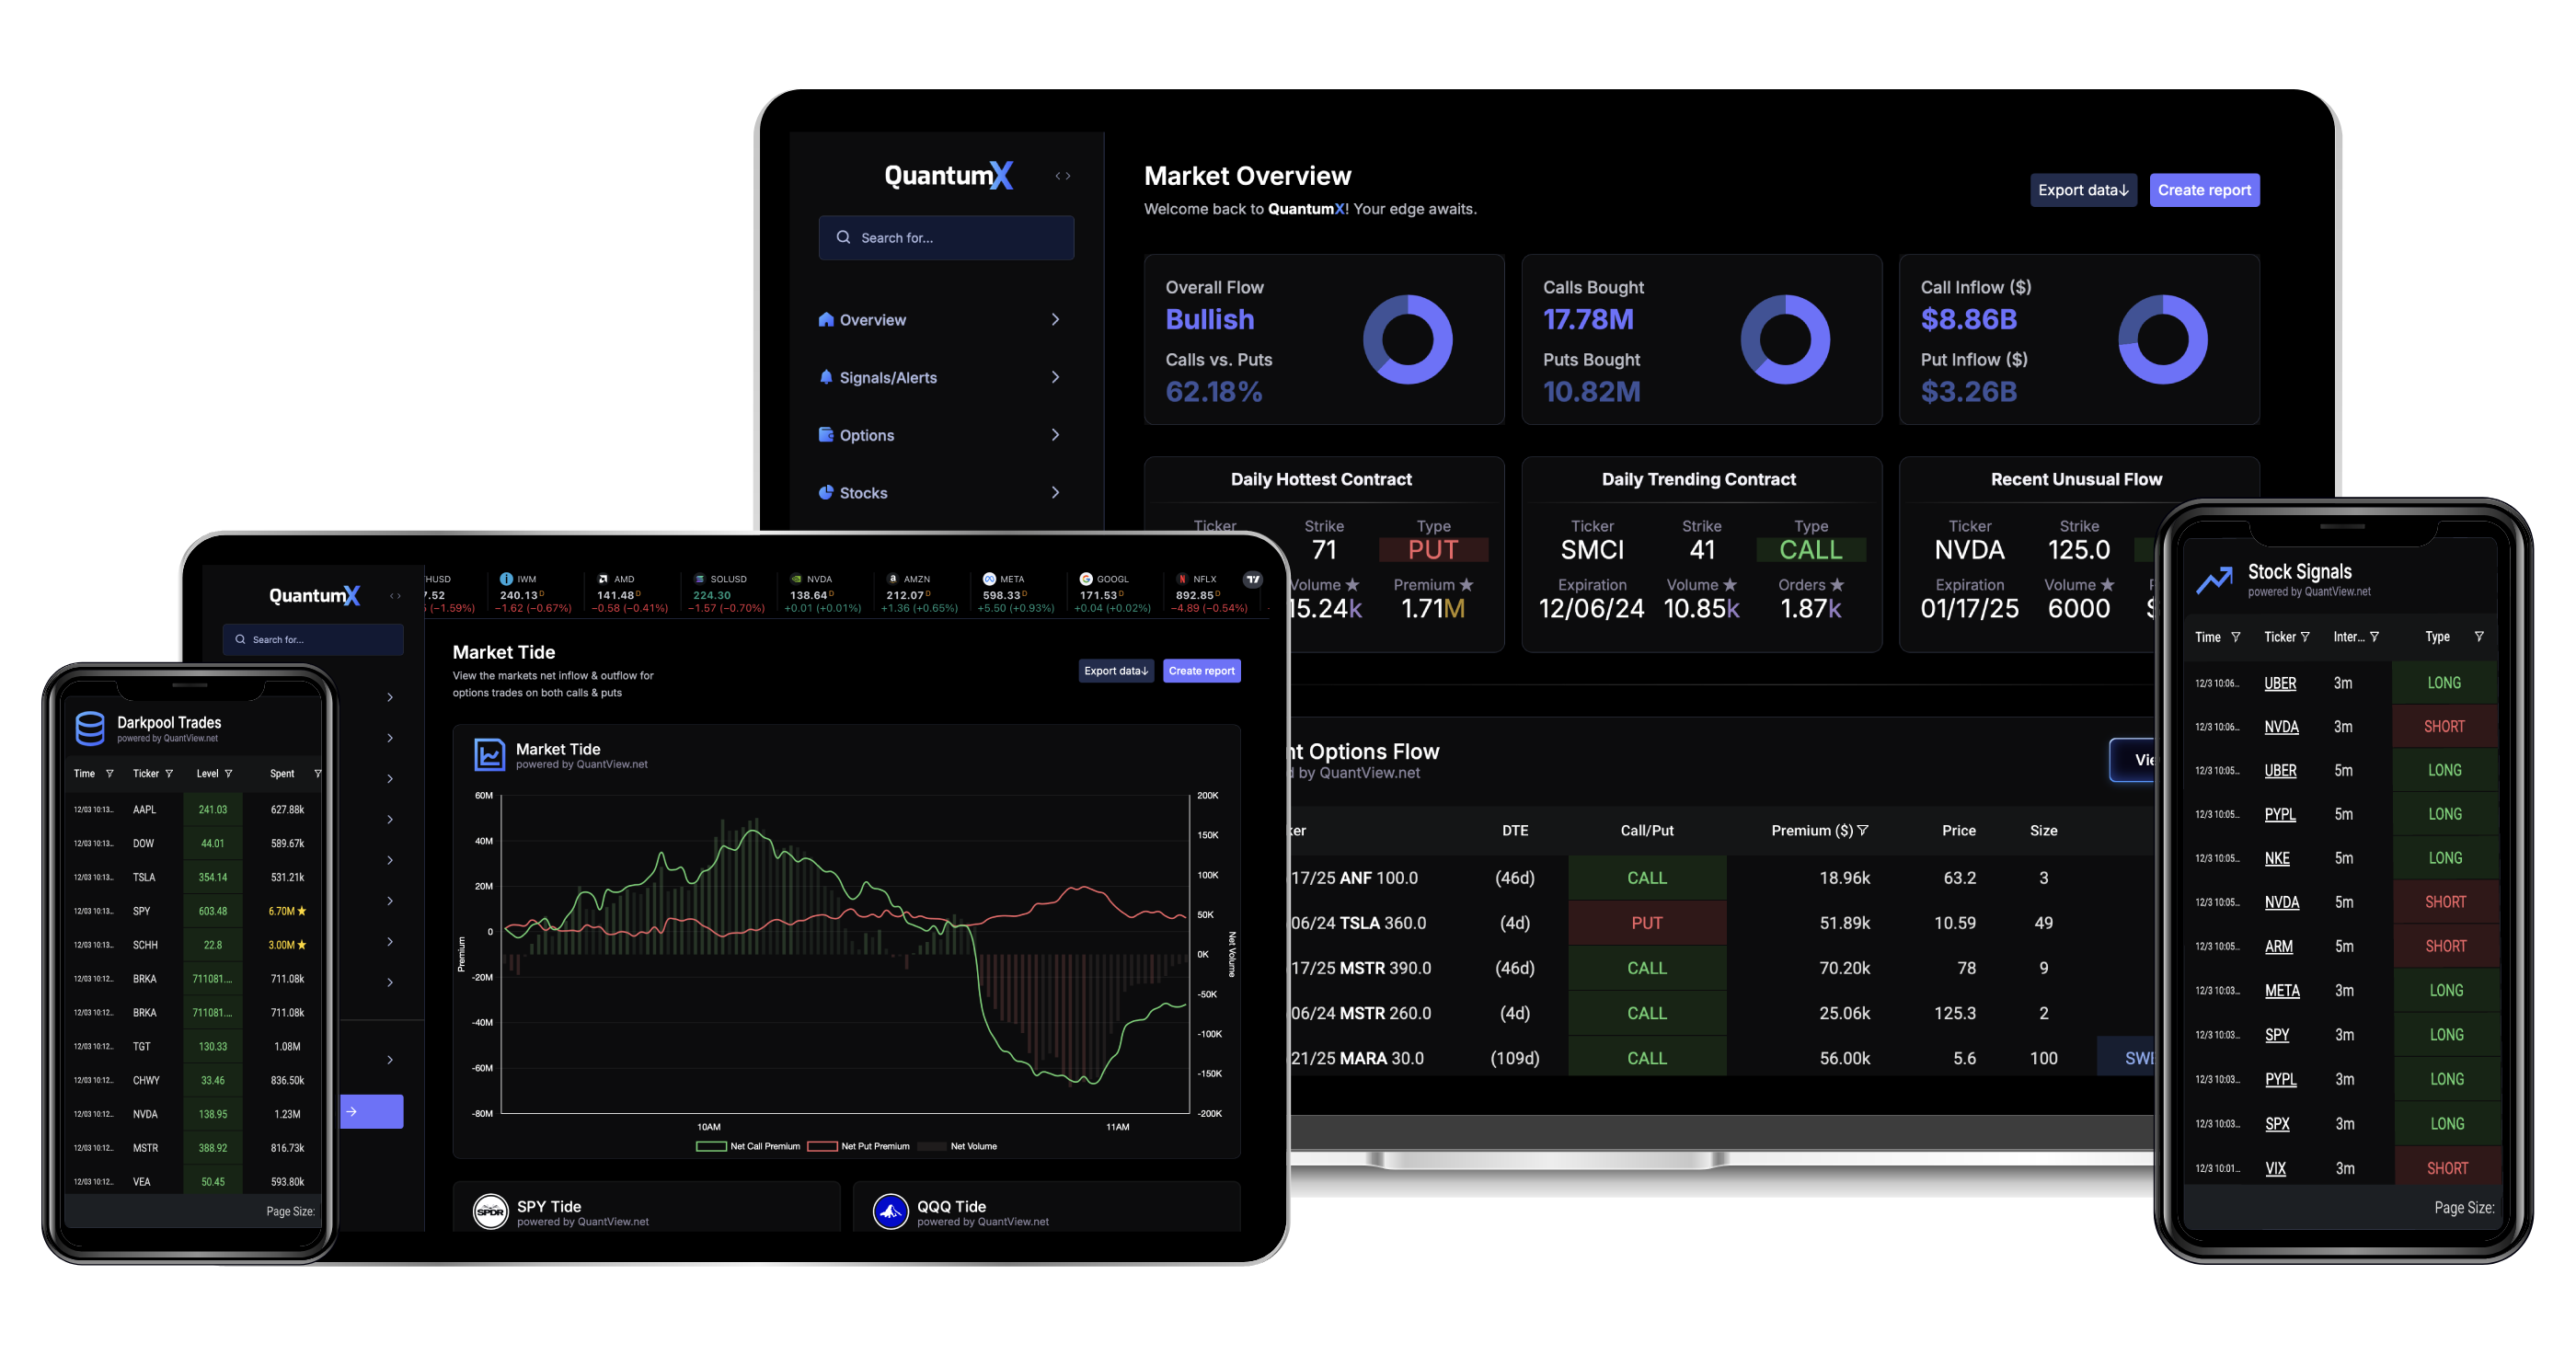 QuantumX
Search for...
Overview
Signals/Alerts
Options
Stocks
Market Overview
Welcome back to QuantumX! Your edge awaits.
Export data↓
Create report
Overall Flow
Bullish
Calls vs. Puts
62.18%
Calls Bought
17.78M
Puts Bought
10.82M
Call Inflow ($)
$8.86B
Put Inflow ($)
$3.26B
Daily Hottest Contract
Ticker Strike Type
71 PUT
Volume ★ Premium ★
15.24k 1.71M
Daily Trending Contract
Ticker Strike Type
SMCI 41 CALL
Expiration Volume ★ Orders ★
12/06/24 10.85k 1.87k
Recent Unusual Flow
Ticker Strike
NVDA 125.0
Expiration Volume ★
01/17/25 6000 $
Options Flow
by QuantView.net
DTE Call/Put Premium ($) Price Size
17/25 ANF 100.0 (46d) CALL 18.96k 63.2 3
06/24 TSLA 360.0 (4d) PUT 51.89k 10.59 49
17/25 MSTR 390.0 (46d) CALL 70.20k 78 9
06/24 MSTR 260.0 (4d) CALL 25.06k 125.3 2
21/25 MARA 30.0 (109d) CALL 56.00k 5.6 100
QuantumX
Search for...
HUSD
7.52
(−1.59%)
IWM
240.13 D
−1.62 (−0.67%)
AMD
141.48 D
−0.58 (−0.41%)
SOLUSD
224.30
−1.57 (−0.70%)
NVDA
138.64 D
+0.01 (+0.01%)
AMZN
212.07 D
+1.36 (+0.65%)
META
598.33 D
+5.50 (+0.93%)
GOOGL
171.53 D
+0.04 (+0.02%)
NFLX
892.85 D
−4.89 (−0.54%)
Market Tide
View the markets net inflow & outflow for
options trades on both calls & puts
Export data↓
Create report
Market Tide
powered by QuantView.net
60M
40M
20M
0
-20M
-40M
-60M
-80M
Premium
200K
150K
100K
50K
0K
-50K
-100K
-150K
-200K
Net Volume
10AM 11AM
Net Call Premium Net Put Premium Net Volume
SPDR
SPY Tide
powered by QuantView.net
QQQ Tide
powered by QuantView.net
Darkpool Trades
powered by QuantView.net
Time Ticker Level Spent
12/03 10:13... AAPL 241.03 627.88k
12/03 10:13... DOW 44.01 589.67k
12/03 10:13... TSLA 354.14 531.21k
12/03 10:13... SPY 603.48 6.70M ★
12/03 10:13... SCHH 22.8 3.00M ★
12/03 10:12... BRKA 711081.... 711.08k
12/03 10:12... BRKA 711081.... 711.08k
12/03 10:12... TGT 130.33 1.08M
12/03 10:12... CHWY 33.46 836.50k
12/03 10:12... NVDA 138.95 1.23M
12/03 10:12... MSTR 388.92 816.73k
12/03 10:12... VEA 50.45 593.80k
Page Size:
Stock Signals
powered by QuantView.net
Time Ticker Inter... Type
12/3 10:06... UBER 3m LONG
12/3 10:06... NVDA 3m SHORT
12/3 10:05... UBER 5m LONG
12/3 10:05... PYPL 5m LONG
12/3 10:05... NKE 5m LONG
12/3 10:05... NVDA 5m SHORT
12/3 10:05... ARM 5m SHORT
12/3 10:03... META 3m LONG
12/3 10:03... SPY 3m LONG
12/3 10:03... PYPL 3m LONG
12/3 10:03... SPX 3m LONG
12/3 10:01... VIX 3m SHORT
Page Size: